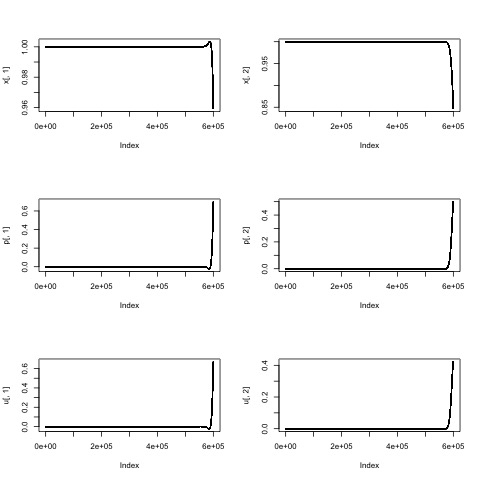 x[, 1]
0.96 0.98 1.00
0e+00 2e+05 4e+05 6e+05
Index
x[, 2]
0.85 0.95
0e+00 2e+05 4e+05 6e+05
Index
p[, 1]
0.0 0.2 0.4 0.6
0e+00 2e+05 4e+05 6e+05
Index
p[, 2]
0.0 0.2 0.4
0e+00 2e+05 4e+05 6e+05
Index
u[, 1]
0.0 0.2 0.4 0.6
0e+00 2e+05 4e+05 6e+05
Index
u[, 2]
0.0 0.2 0.4
0e+00 2e+05 4e+05 6e+05
Index